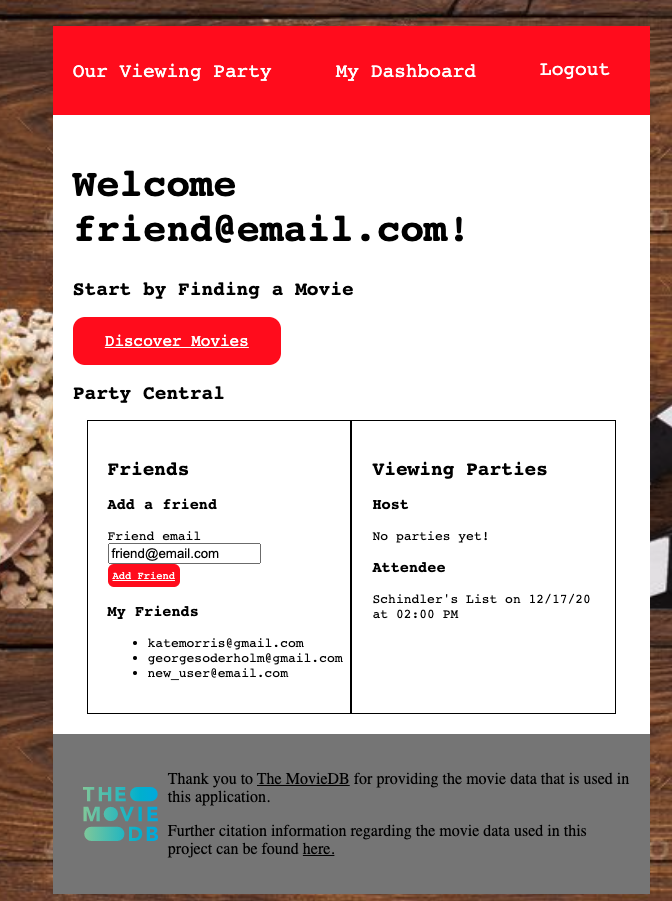 Our Viewing Party My Dashboard Logout
Welcome
friend@email.com!
Start by Finding a Movie
Discover Movies
Party Central
Friends
Add a friend
Friend email
friend@email.com
Add Friend
My Friends
katemorris@gmail.com
georgesoderholm@gmail.com
new_user@email.com
Viewing Parties
Host
No parties yet!
Attendee
Schindler's List on 12/17/20
at 02:00 PM
THE
MOVIE
DB
Thank you to The MovieDB for providing the movie data that is used in
this application.
Further citation information regarding the movie data used in this
project can be found here.